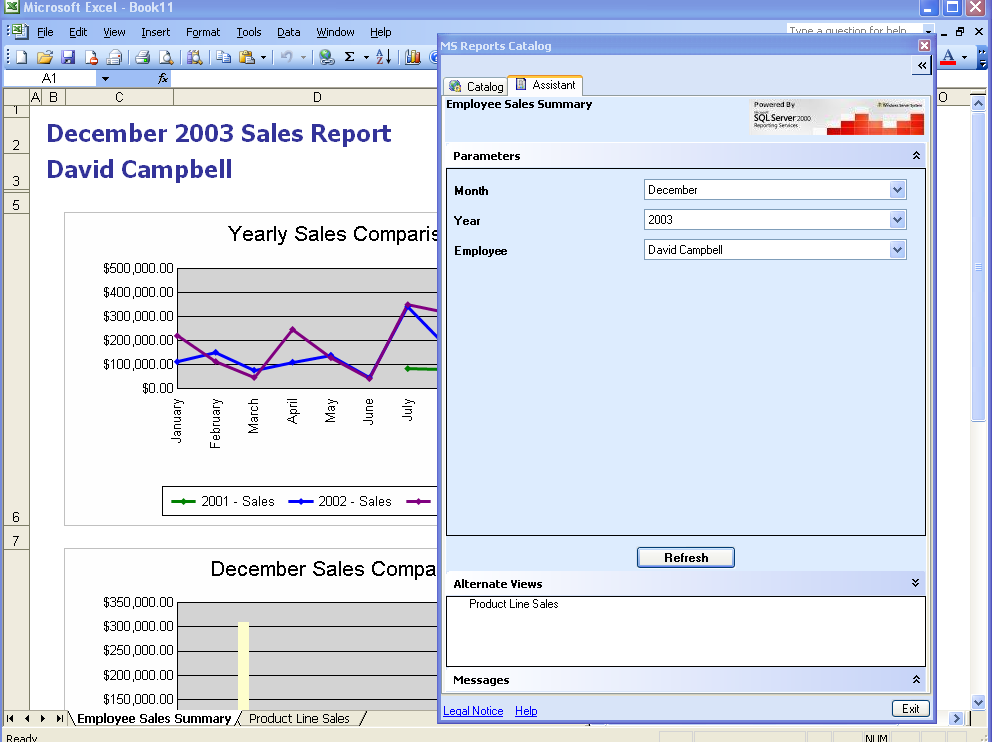 Microsoft Excel - Book11
File Edit View Insert Format Tools Data Window Help
Type a question for help
A1 fx
A B C D O
1
2
3
5
6
7
December 2003 Sales Report
David Campbell
Yearly Sales Comparis
$500,000.00
$400,000.00
$300,000.00
$200,000.00
$100,000.00
$0.00
January
February
March
April
May
June
July
2001 - Sales 2002 - Sales
December Sales Compa
$350,000.00
$300,000.00
$250,000.00
$200,000.00
$150,000.00
Employee Sales Summary Product Line Sales
Ready
NUM
MS Reports Catalog
Catalog Assistant
Employee Sales Summary
Powered By
Microsoft
SQL Server 2000
Reporting Services
Windows Server System
Parameters
Month December
Year 2003
Employee David Campbell
Refresh
Alternate Views
Product Line Sales
Messages
Legal Notice Help
Exit